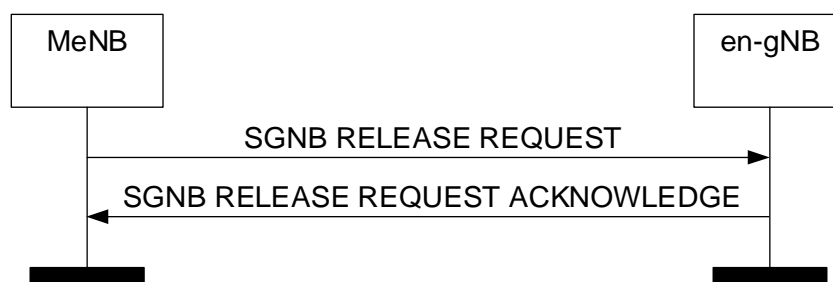 MeNB
en-gNB
SGNB RELEASE REQUEST
SGNB RELEASE REQUEST ACKNOWLEDGE